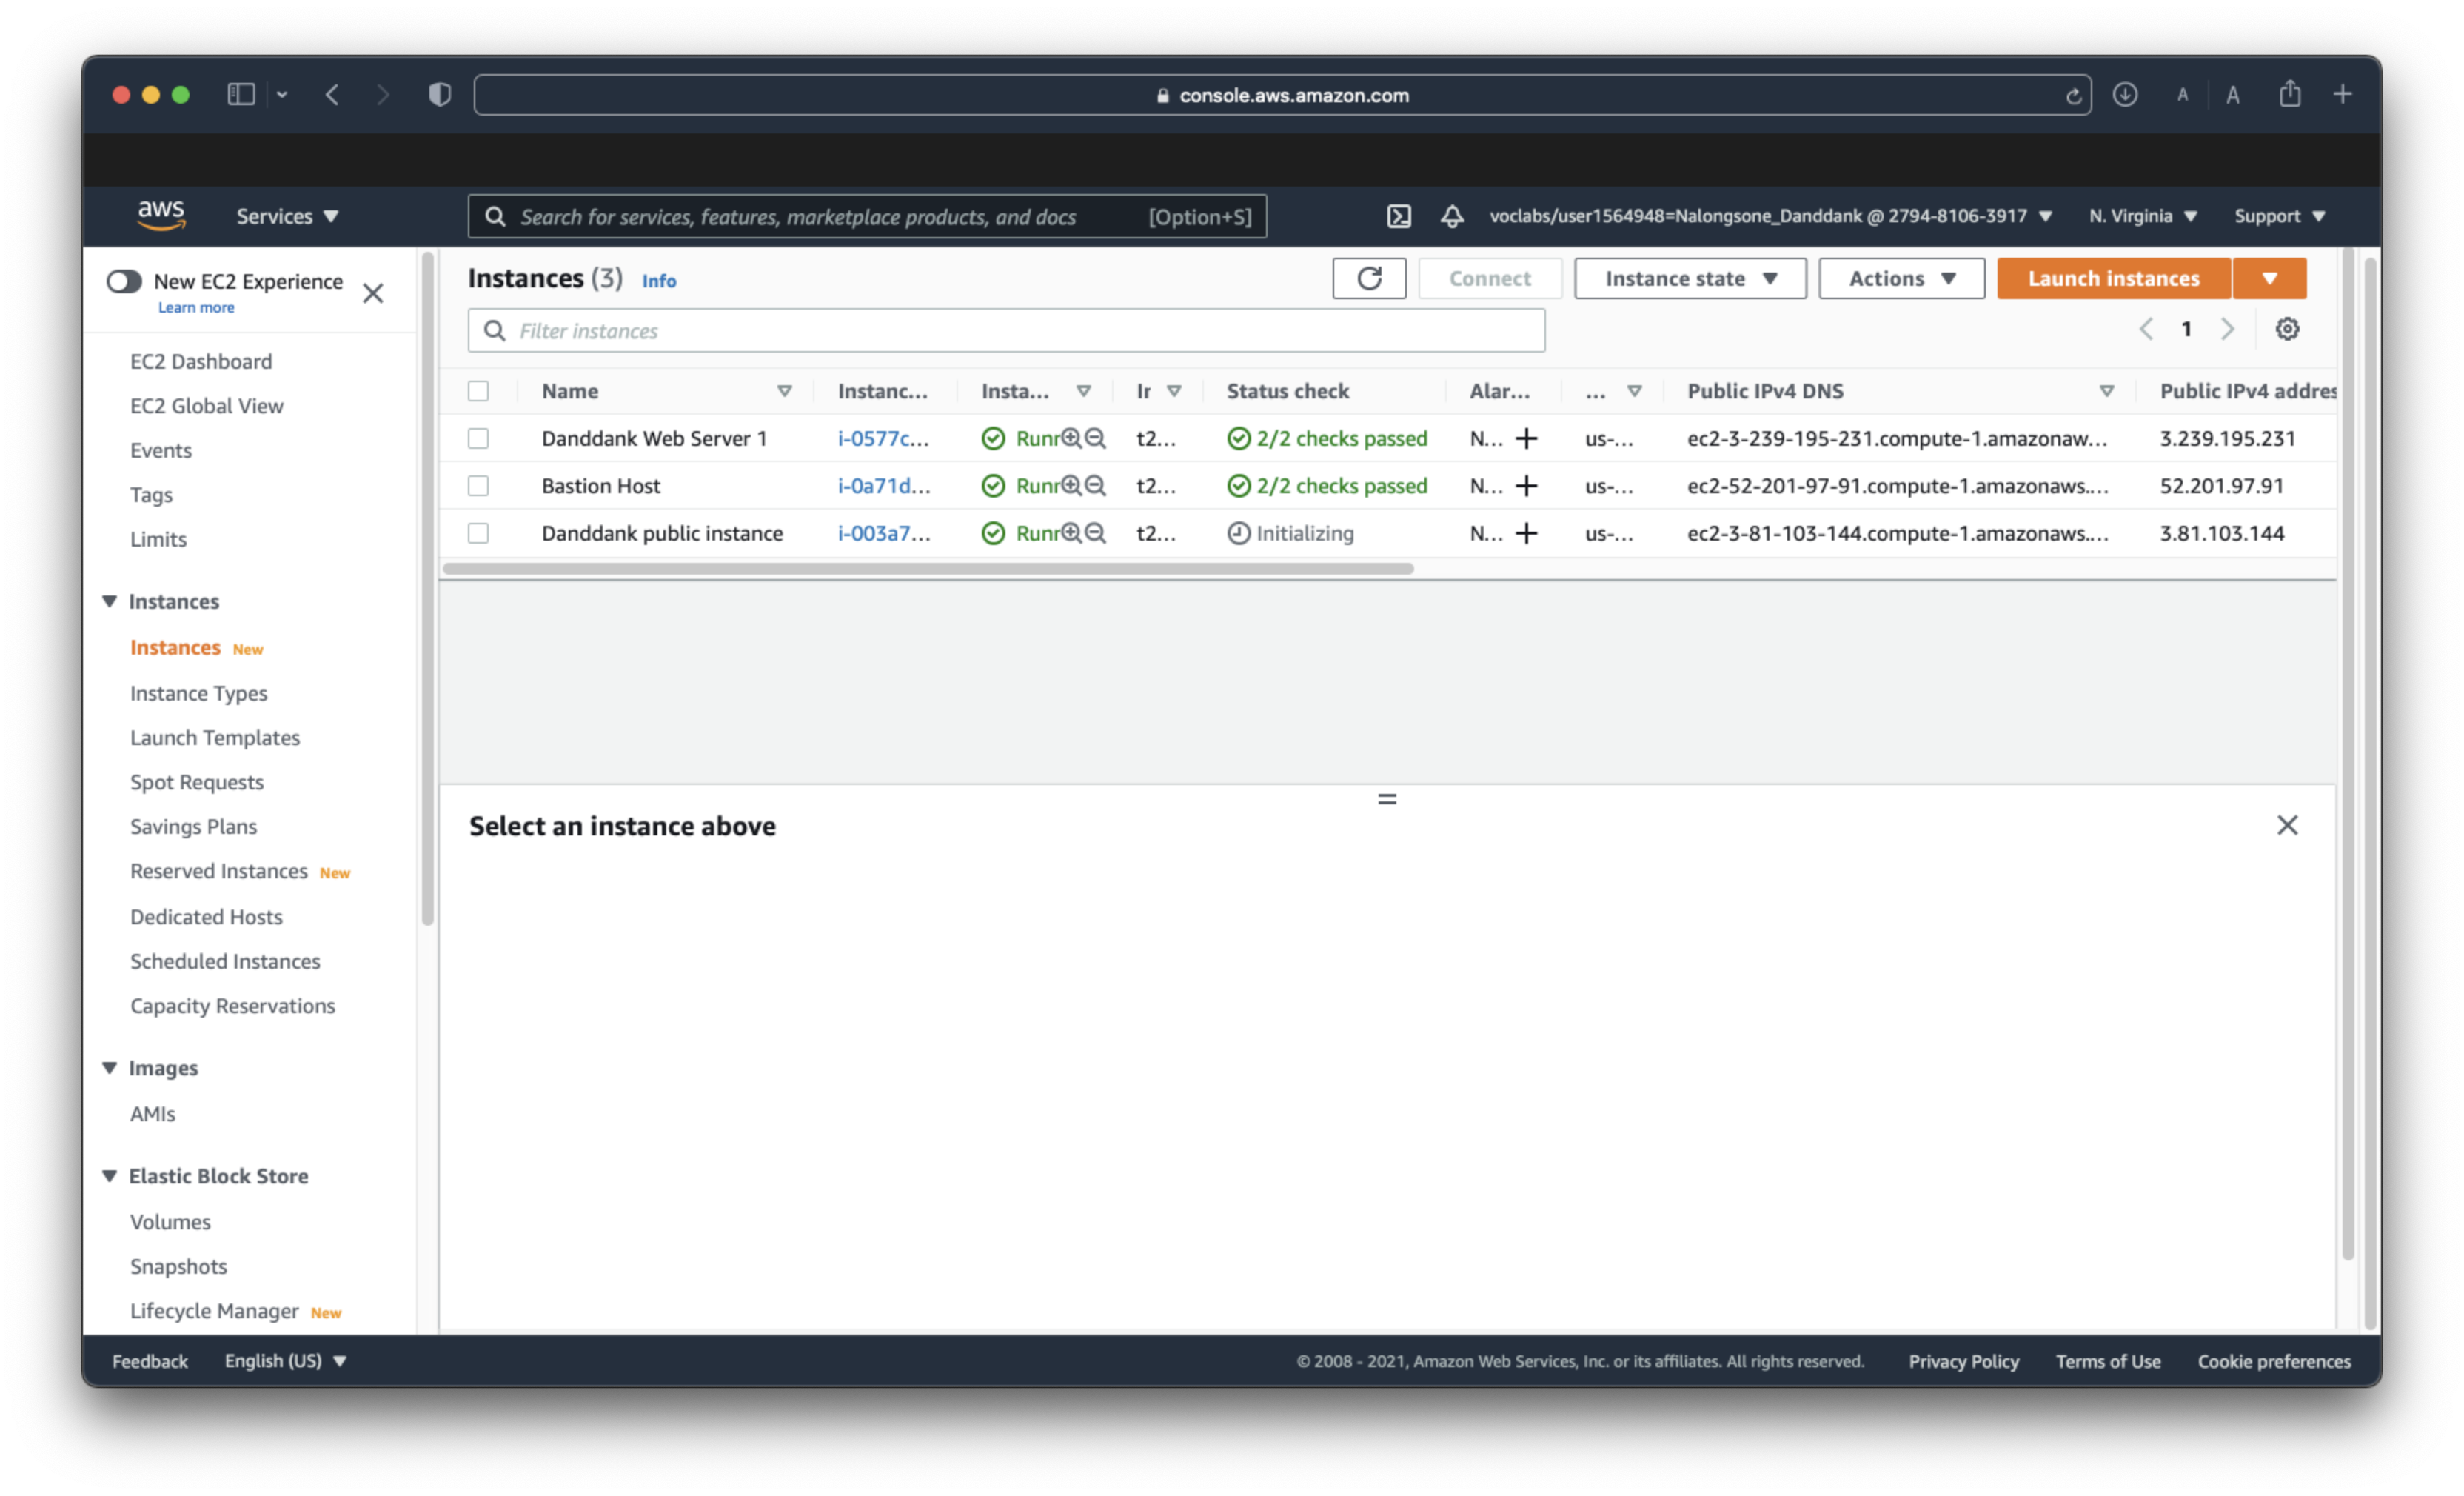 console.aws.amazon.com
A A
aws Services Search for services, features, marketplace products, and docs [Option+S] voclabs/user1564948=Nalongsone_Danddank @ 2794-8106-3917 N. Virginia Support
New EC2 Experience
Learn more
EC2 Dashboard
EC2 Global View
Events
Tags
Limits
Instances
Instances New
Instance Types
Launch Templates
Spot Requests
Savings Plans
Reserved Instances New
Dedicated Hosts
Scheduled Instances
Capacity Reservations
Images
AMIs
Elastic Block Store
Volumes
Snapshots
Lifecycle Manager New
Instances (3) Info Connect Instance state Actions Launch instances
Filter instances 1
Name Instanc... Insta... Ir Status check Alar... ... Public IPv4 DNS Public IPv4 addres
Danddank Web Server 1 i-0577c... Runr t2... 2/2 checks passed N... us-... ec2-3-239-195-231.compute-1.amazonaw... 3.239.195.231
Bastion Host i-0a71d... Runr t2... 2/2 checks passed N... us-... ec2-52-201-97-91.compute-1.amazonaws.... 52.201.97.91
Danddank public instance i-003a7... Runr t2... Initializing N... us-... ec2-3-81-103-144.compute-1.amazonaws.... 3.81.103.144
Select an instance above
Feedback English (US) © 2008 - 2021, Amazon Web Services, Inc. or its affiliates. All rights reserved. Privacy Policy Terms of Use Cookie preferences